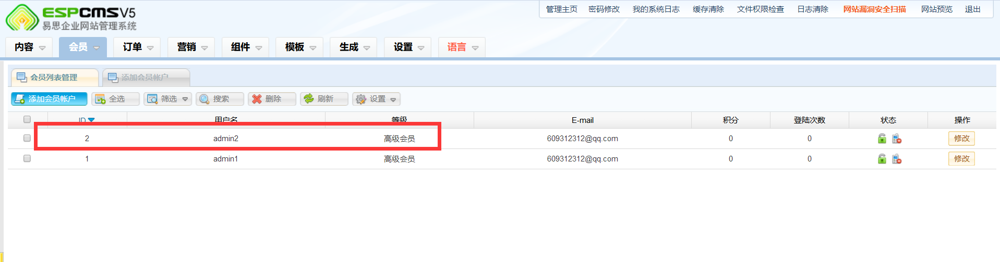 ESPCMS V5
易思企业网站管理系统
管理主页 密码修改 我的系统日志 缓存清除 文件权限检查 日志清除 网站漏洞安全扫描 网站预览 退出
内容 会员 订单 营销 组件 模板 生成 设置 语言
会员列表管理 添加会员帐户
添加会员帐户 全选 筛选 搜索 删除 刷新 设置
ID 用户名 等级 E-mail 积分 登陆次数 状态 操作
2 admin2 高级会员 609312312@qq.com 0 0 修改
1 admin1 高级会员 609312312@qq.com 0 0 修改